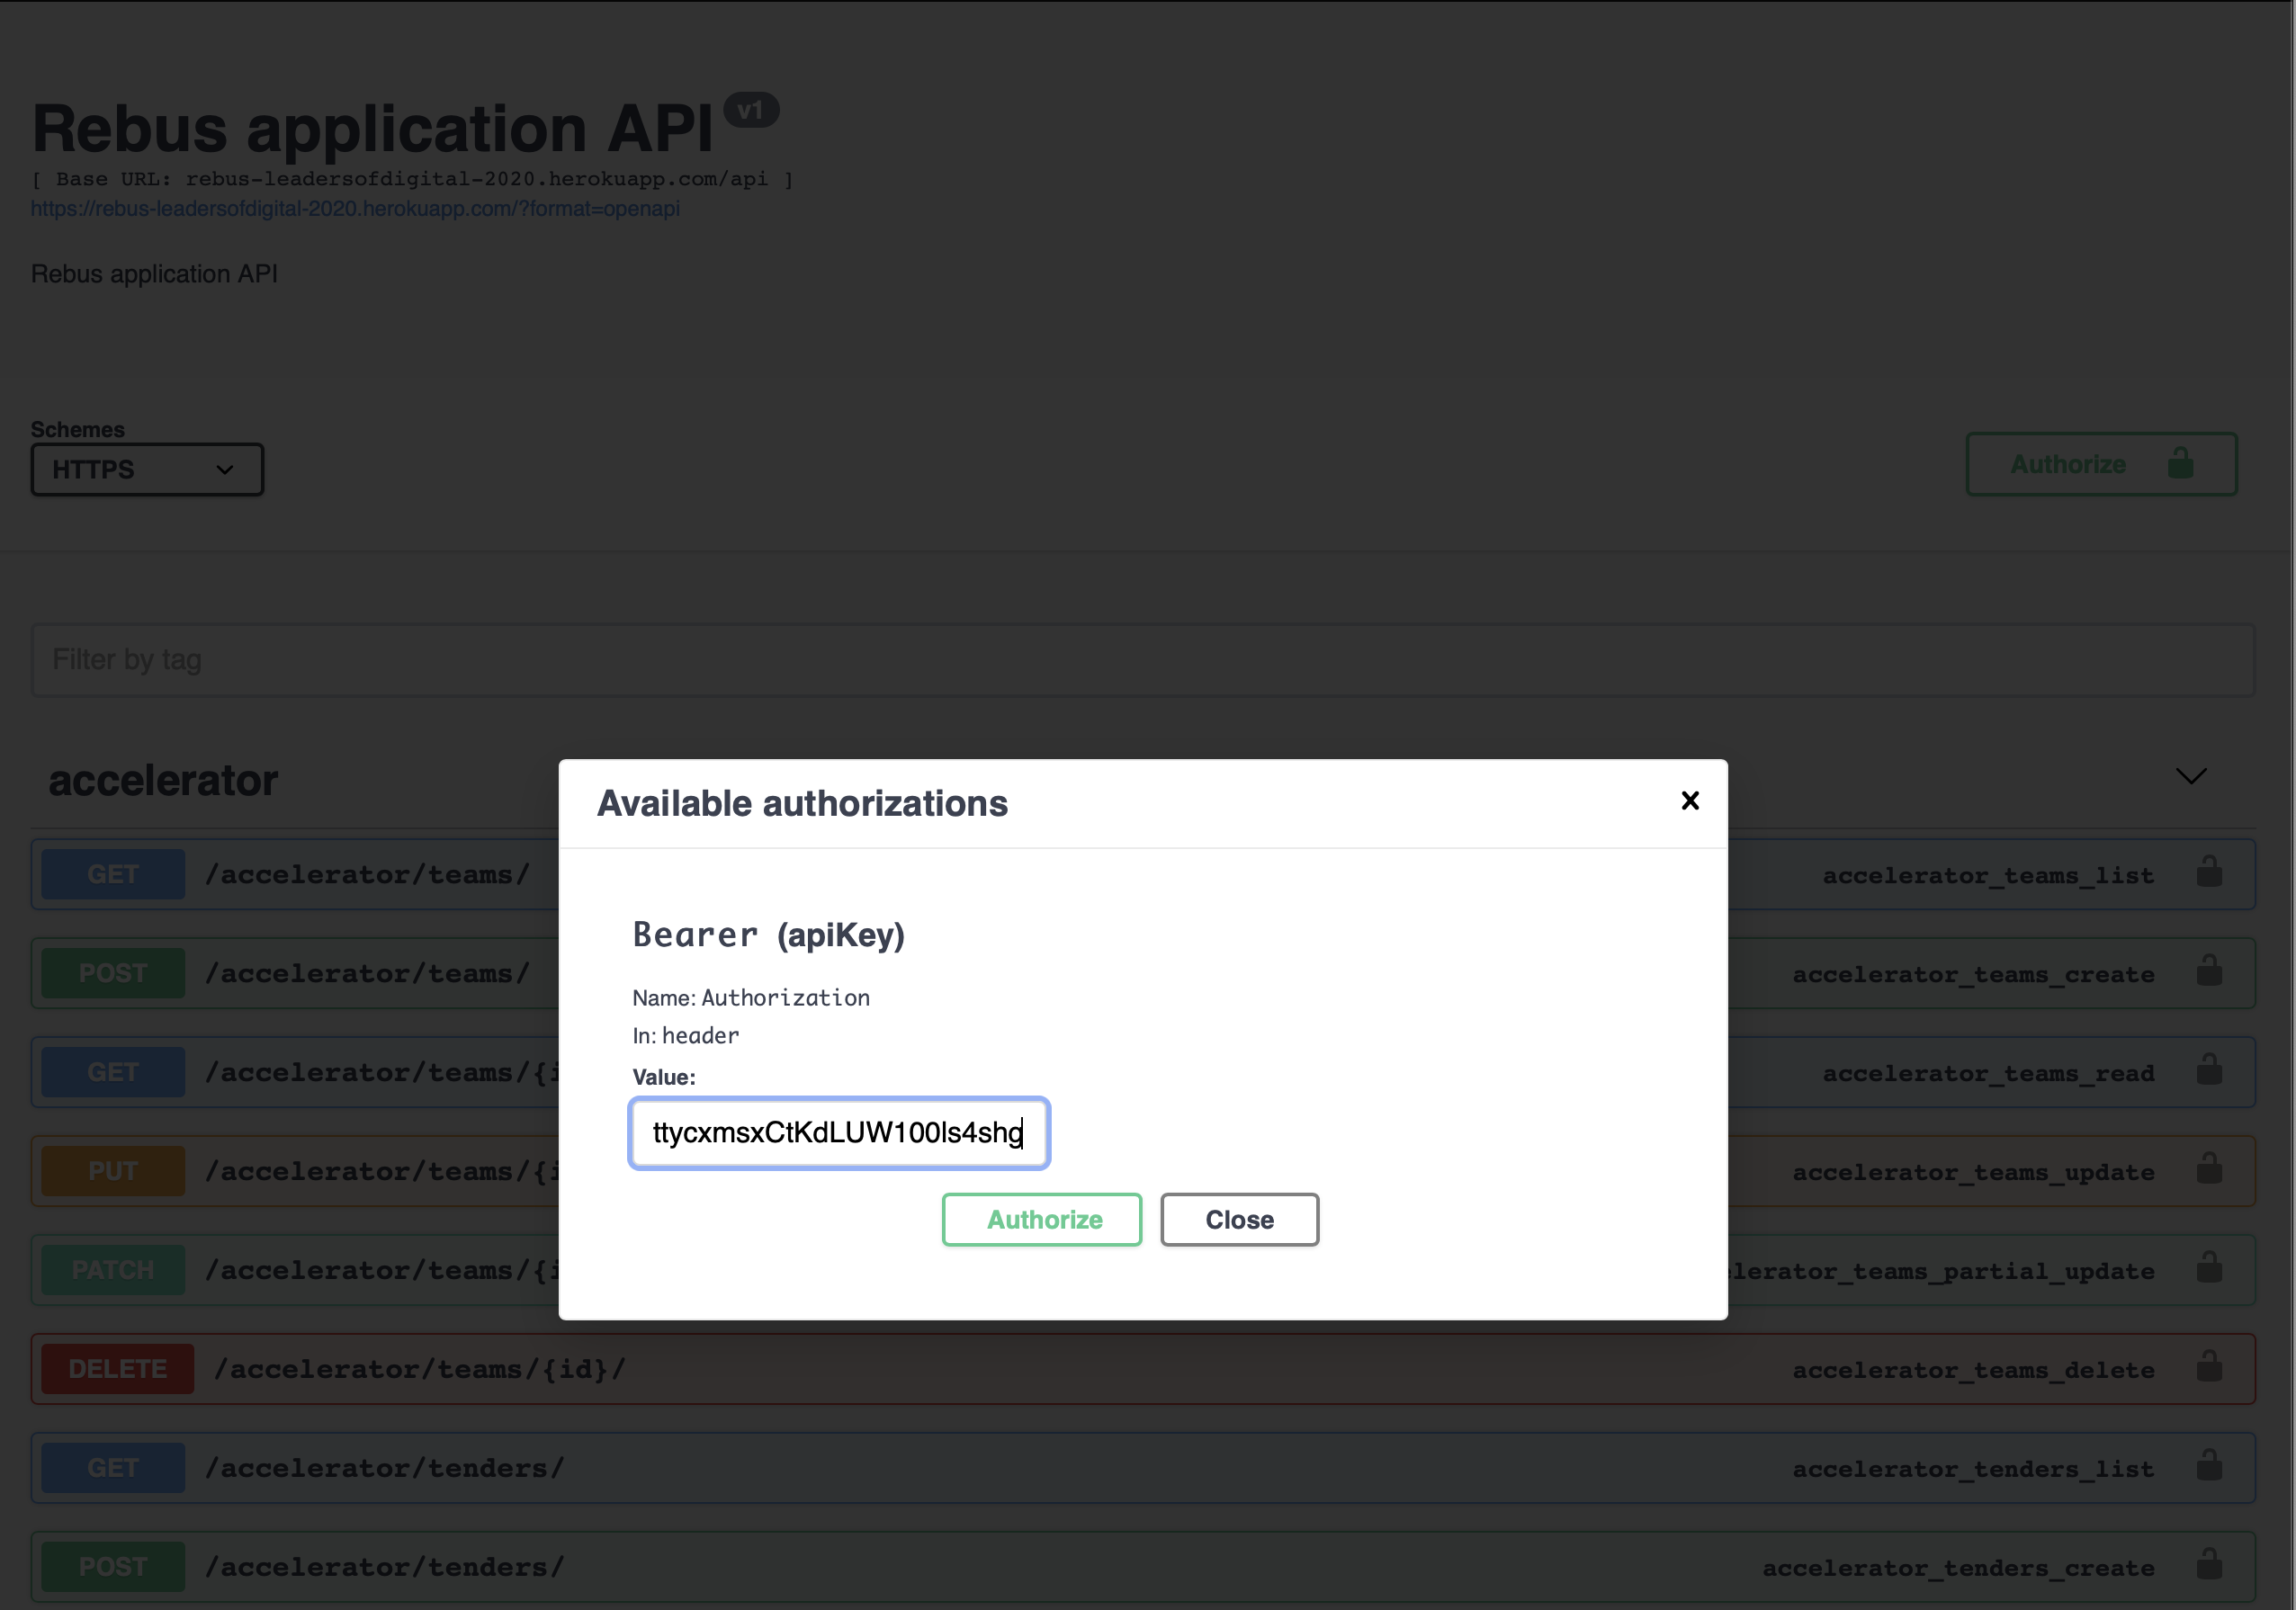 Rebus application API v1
[ Base URL: rebus-leadersofdigital-2020.herokuapp.com/api ]
https://rebus-leadersofdigital-2020.herokuapp.com/?format=openapi
Rebus application API
Schemes
HTTPS
Authorize
Filter by tag
accelerator
Available authorizations
Bearer (apiKey)
Name: Authorization
In: header
Value:
ttycxmsxCtKdLUW100ls4shg
Authorize Close
GET /accelerator/teams/ accelerator_teams_list
POST /accelerator/teams/ accelerator_teams_create
GET /accelerator/teams/{i accelerator_teams_read
PUT /accelerator/teams/{i accelerator_teams_update
PATCH /accelerator/teams/{i elerator_teams_partial_update
DELETE /accelerator/teams/{id}/ accelerator_teams_delete
GET /accelerator/tenders/ accelerator_tenders_list
POST /accelerator/tenders/ accelerator_tenders_create